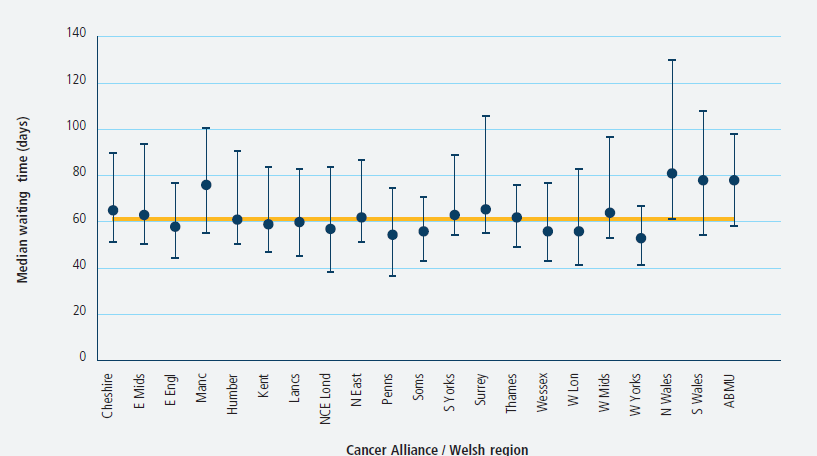 140
120
100
80
60
40
20
0
Median waiting time (days)
Cheshire
E Mids
E Engl
Manc
Humber
Kent
Lancs
NCE Lond
N East
Penns
Soms
S Yorks
Surrey
Thames
Wessex
W Lon
W Mids
W Yorks
N Wales
S Wales
ABMU
Cancer Alliance / Welsh region